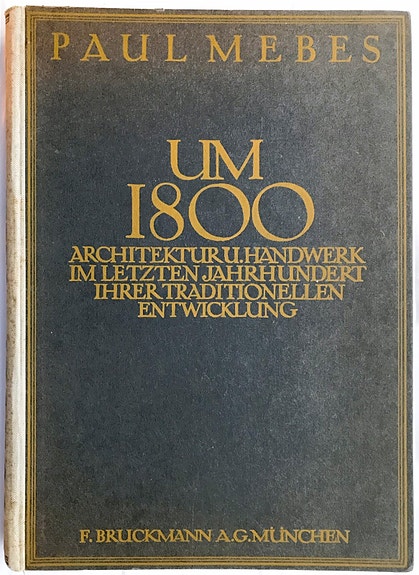 PAUL MEBES
UM
1800
ARCHITEKTUR U. HANDWERK
IM LETZTEN JAHRHUNDERT
IHRER TRADITIONELLEN
ENTWICKLUNG
F. BRUCKMANN A.G. MÜNCHEN